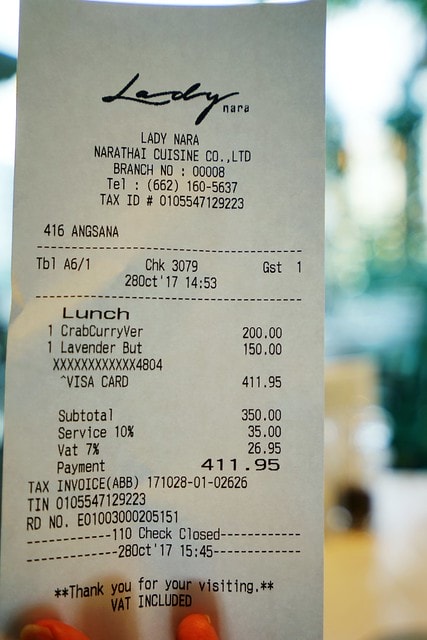 Lady
nara
LADY NARA
NARATHAI CUISINE CO.,LTD
BRANCH NO : 00008
Tel : (662) 160-5637
TAX ID # 0105547129223
416 ANGSANA
Tbl A6/1 Chk 3079 Gst 1
28Oct'17 14:53
Lunch
1 CrabCurryVer 200.00
1 Lavender But 150.00
XXXXXXXXXXXX4804
^VISA CARD 411.95
Subtotal 350.00
Service 10% 35.00
Vat 7% 26.95
Payment 411.95
TAX INVOICE(ABB) 171028-01-02626
TIN 0105547129223
RD NO. E01003000205151
------------110 Check Closed------------
------------28Oct'17 15:45------------
**Thank you for your visiting.**
VAT INCLUDED